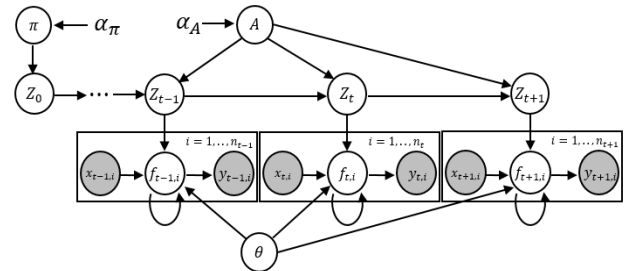 π α_π α_A A
Z_0 ... Z_{t-1} Z_t Z_{t+1}
i = 1, .., n_{t-1} i = 1, .., n_t i = 1, .., n_{t+1}
x_{t-1,i} f_{t-1,i} y_{t-1,i} x_{t,i} f_{t,i} y_{t,i} x_{t+1,i} f_{t+1,i} y_{t+1,i}
θ